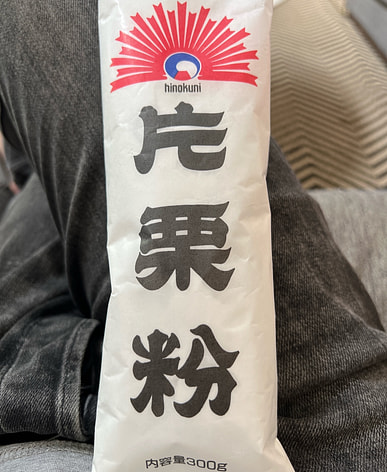 hinokuni
片
栗
粉
内容量300g